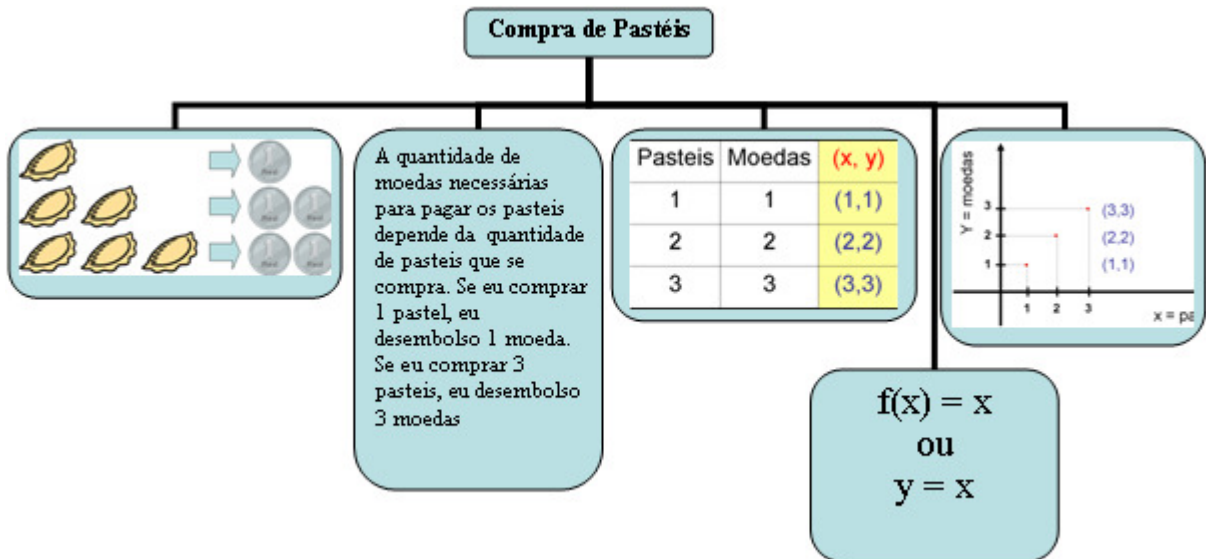 Compra de Pastéis
1
Real
A quantidade de
moedas necessárias
para pagar os pasteis
depende da quantidade
de pasteis que se
compra. Se eu comprar
1 pastel, eu
desembolso 1 moeda.
Se eu comprar 3
pasteis, eu desembolso
3 moedas
Pasteis Moedas (x, y)
1 1 (1,1)
2 2 (2,2)
3 3 (3,3)
Y = moedas
3 (3,3)
2 (2,2)
1 (1,1)
1 2 3
x = pa
f(x) = x
ou
y = x